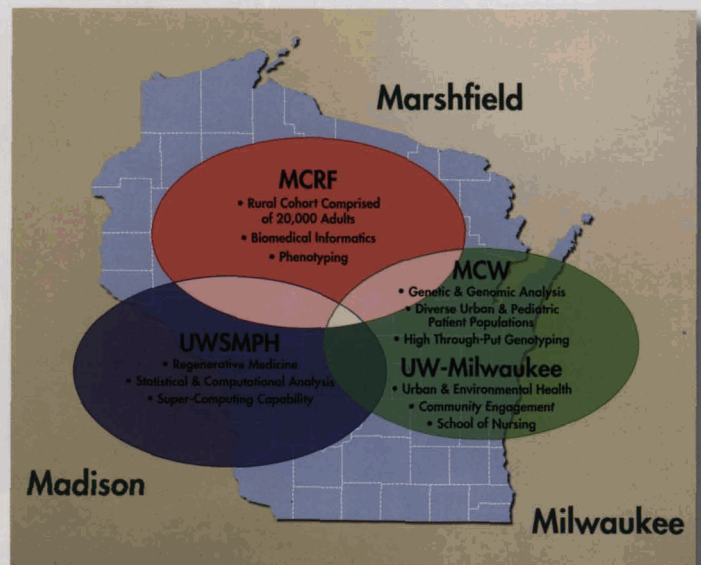 Marshfield
MCRF
• Rural Cohort Comprised
of 20,000 Adults
• Biomedical Informatics
• Phenotyping
MCW
• Genetic & Genomic Analysis
• Diverse Urban & Pediatric
Patient Populations
• High Through-Put Genotyping
UWSMPH
• Regenerative Medicine
• Statistical & Computational Analysis
• Super-Computing Capability
UW-Milwaukee
• Urban & Environmental Health
• Community Engagement
• School of Nursing
Madison
Milwaukee